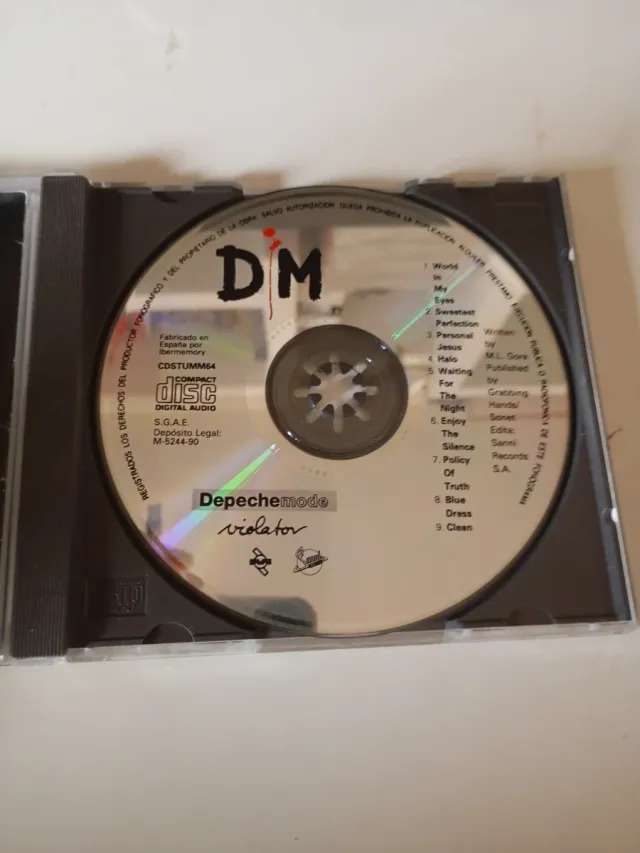 REGISTRADOS LOS DERECHOS DEL PRODUCTOR FONOGRAFICO Y DEL PROPIETARIO DE LA OBRA. SALVO AUTORIZACION QUEDA PROHIBIDA LA DUPLICACION, ALQUILER, PRESTAMO, EJECUCION PUBLICA O RADIOFONICA DE ESTE FONOGRAMA
DM
Fabricado en
España por
Ibermemory
CDSTUMM64
COMPACT
disc
DIGITAL AUDIO
S.G.A.E.
Depósito Legal:
M-5244-90
Depechemode
violator
1. World
In
My
Eyes
2. Sweetest
Perfection
3. Personal
Jesus
4. Halo
5. Waiting
For
The
Night
6. Enjoy
The
Silence
7. Policy
Of
Truth
8. Blue
Dress
9. Clean
Written
by
M.L. Gore
Published
by
Grabbing
Hands/
Sonet
Edita:
Sanni-
Records
S.A.